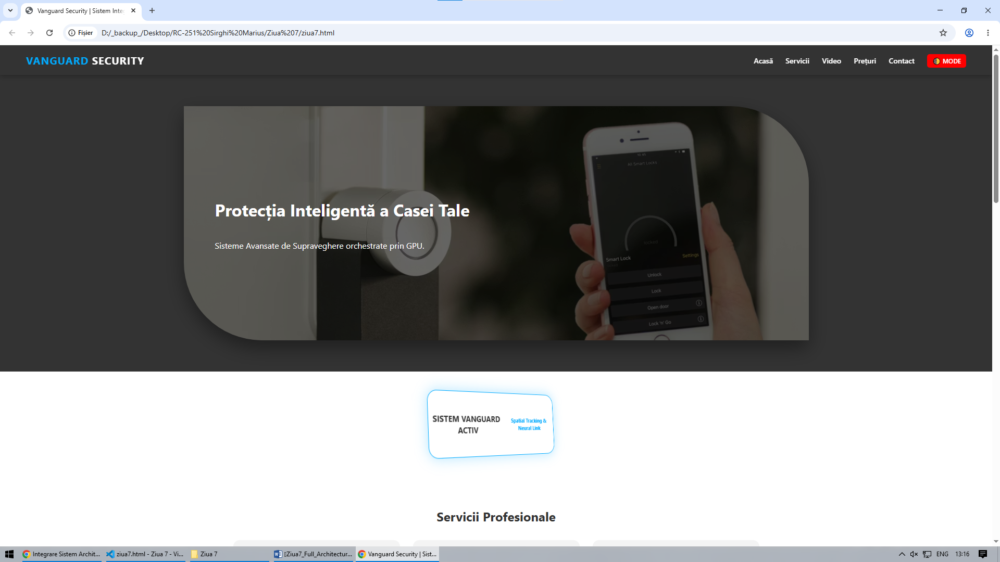 Vanguard Security | Sistem Inte
Fișier
D:/_backup_/Desktop/RC-251%20Sirghi%20Marius/Ziua%207/ziua7.html
VANGUARD SECURITY
Acasă Servicii Video Prețuri Contact MODE
10:45
All Smart Locks
Protecția Inteligentă a Casei Tale
locked
Sisteme Avansate de Supraveghere orchestrate prin GPU.
Smart Lock Settings
Unlock
Lock
Open door
Lock 'n' Go
SISTEM VANGUARD
ACTIV
Spatial Tracking &
Neural Link
Servicii Profesionale
Integrare Sistem Archit... ziua7.html - Ziua 7 - Vi... Ziua 7 Ziua7_Full_Architectur... Vanguard Security | Sist... ENG 13:16